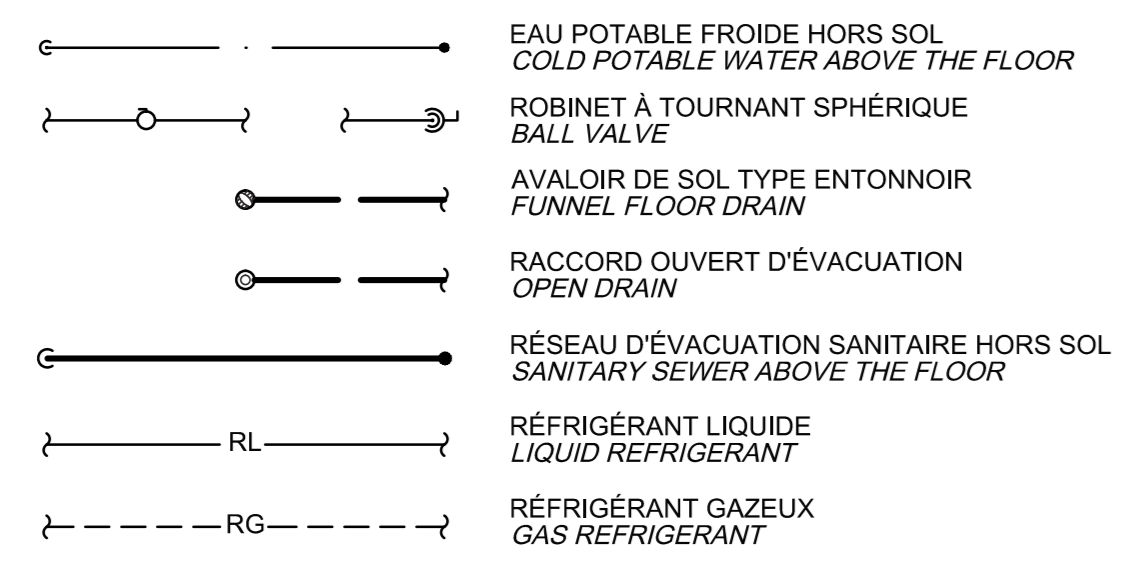 EAU POTABLE FROIDE HORS SOL
COLD POTABLE WATER ABOVE THE FLOOR
ROBINET À TOURNANT SPHÉRIQUE
BALL VALVE
AVALOIR DE SOL TYPE ENTONNOIR
FUNNEL FLOOR DRAIN
RACCORD OUVERT D'ÉVACUATION
OPEN DRAIN
RÉSEAU D'ÉVACUATION SANITAIRE HORS SOL
SANITARY SEWER ABOVE THE FLOOR
RL
RÉFRIGÉRANT LIQUIDE
LIQUID REFRIGERANT
RG
RÉFRIGÉRANT GAZEUX
GAS REFRIGERANT